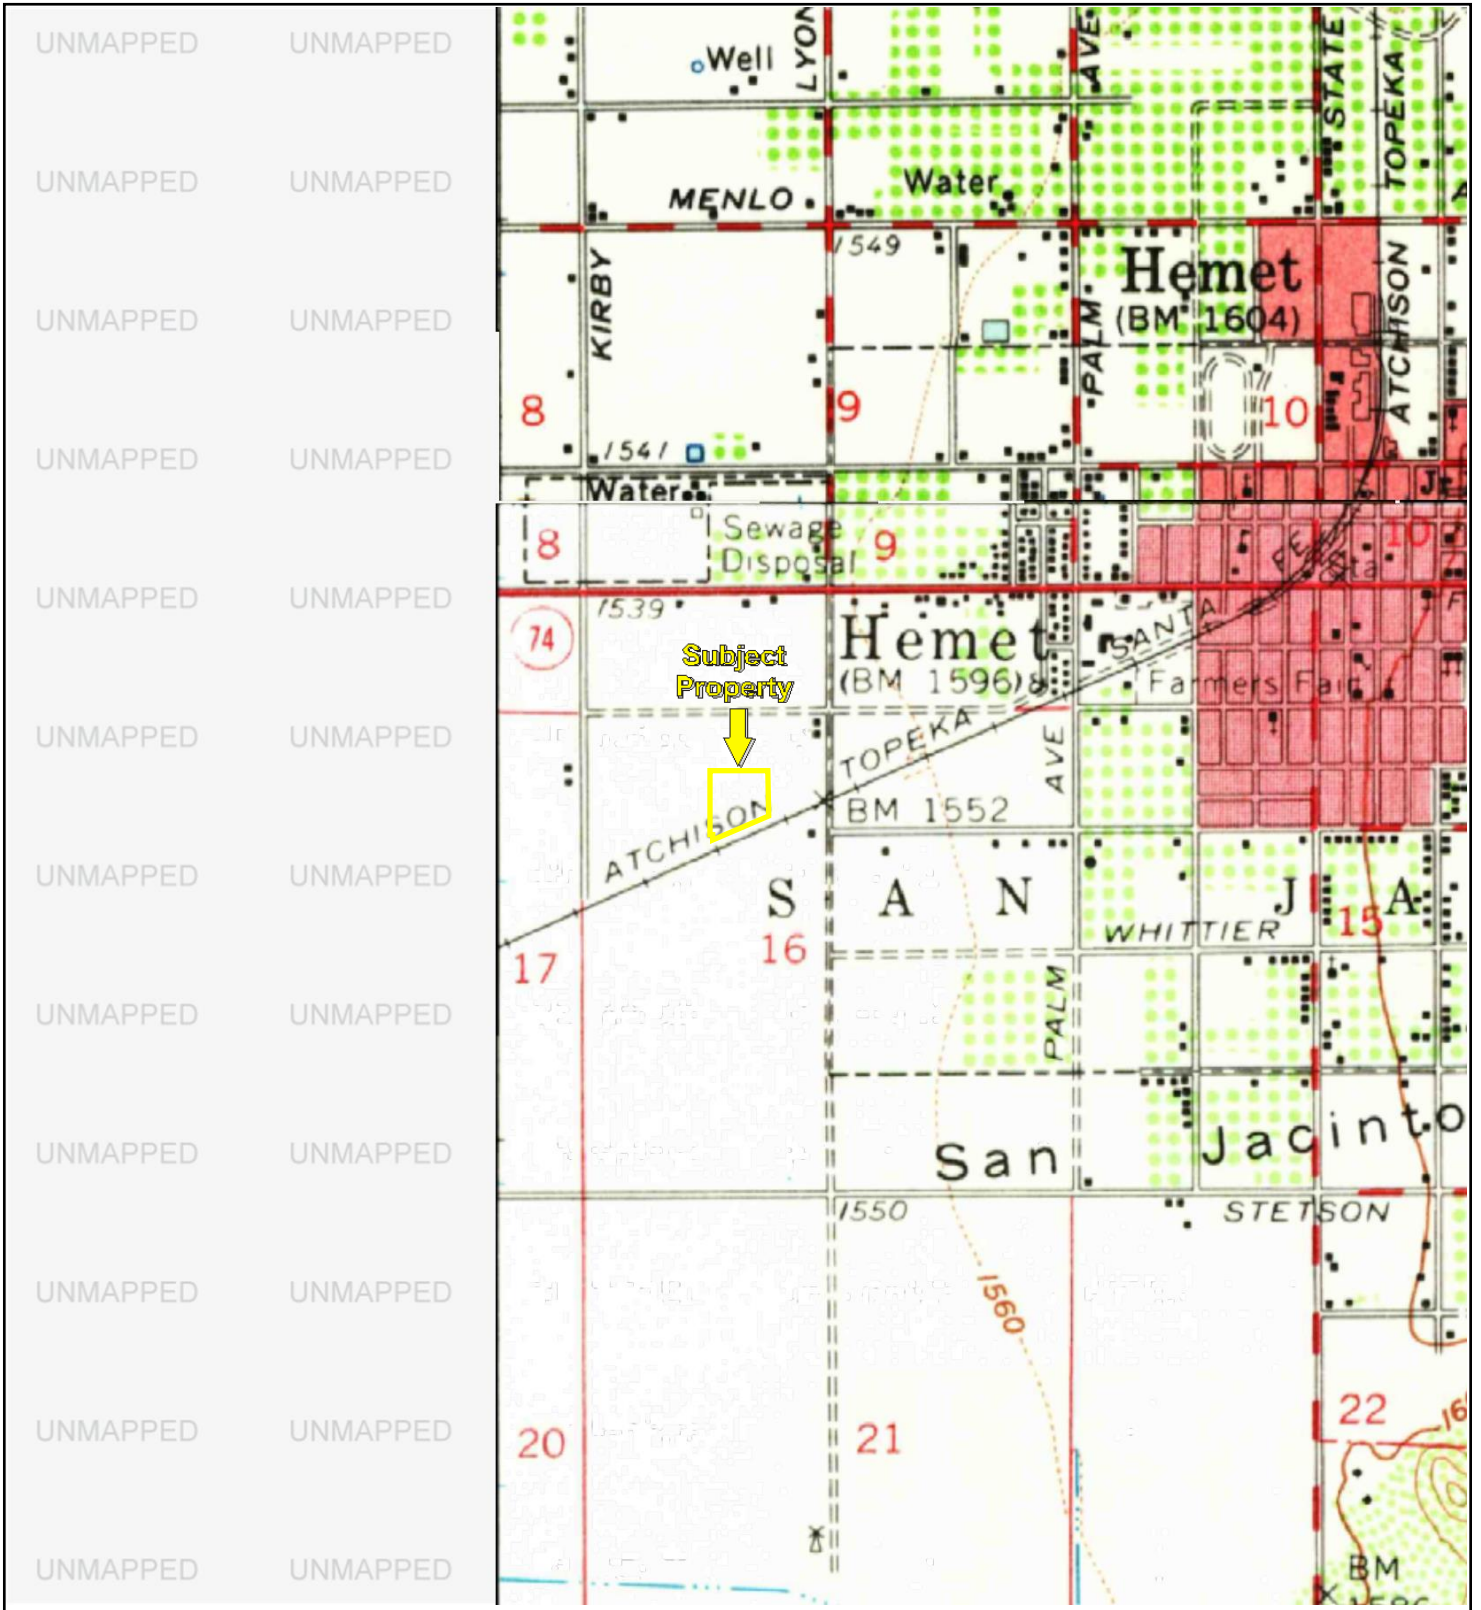 UNMAPPED UNMAPPED
Well
LYON
AVE
STATE
TOPEKA
UNMAPPED UNMAPPED
MENLO
Water
A
1549
KIRBY
Hemet
(BM 1604)
UNMAPPED UNMAPPED
PALM
ATCHISON
8
9
10
UNMAPPED UNMAPPED
1541
Water
J
8
Sewage
Disposal
9
FE
10
Sta
UNMAPPED UNMAPPED
1539
74
Hemet
SANTA
F
Subject
Property
(BM 1596)
Farmers Fair
UNMAPPED UNMAPPED
TOPEKA
AVE
BM 1552
ATCHISON
UNMAPPED UNMAPPED
S A N J A
WHITTIER
15
16
17
UNMAPPED UNMAPPED
PALM
San Jacinto
UNMAPPED UNMAPPED
1550
STETSON
UNMAPPED UNMAPPED
1560
22
20
21
UNMAPPED UNMAPPED
BM
UNMAPPED UNMAPPED